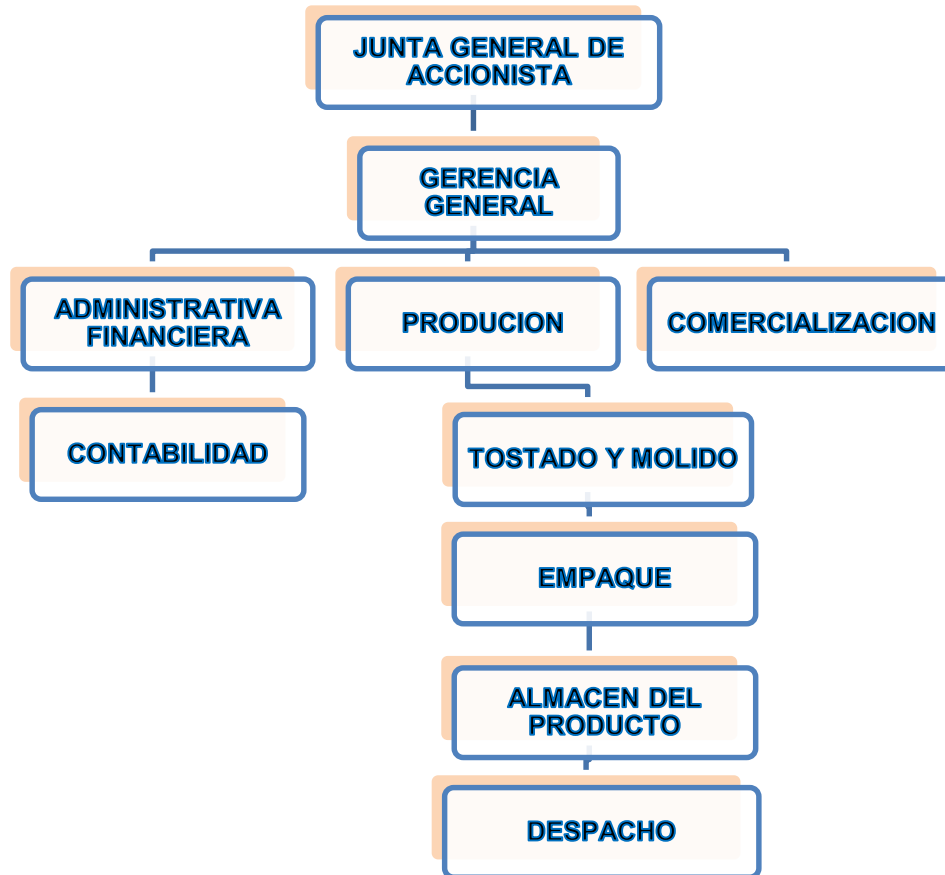 JUNTA GENERAL DE
ACCIONISTA
GERENCIA
GENERAL
ADMINISTRATIVA
FINANCIERA
PRODUCION
COMERCIALIZACION
CONTABILIDAD
TOSTADO Y MOLIDO
EMPAQUE
ALMACEN DEL
PRODUCTO
DESPACHO